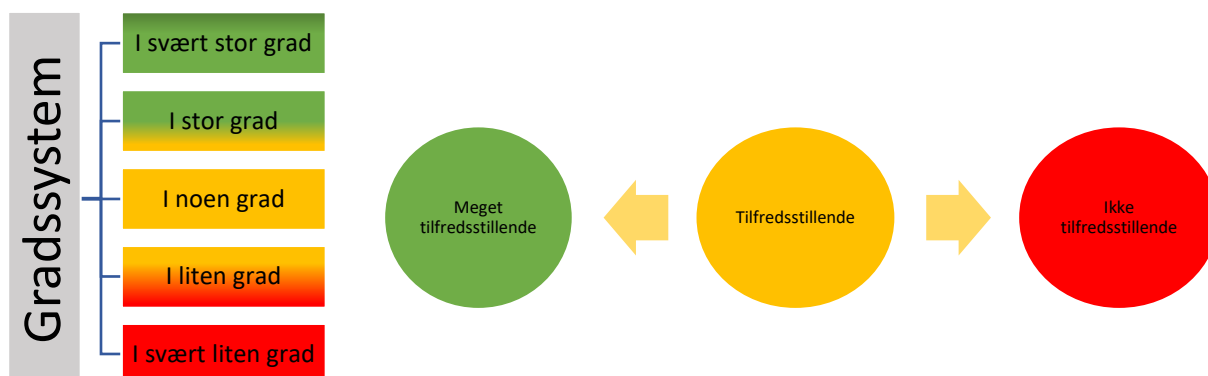 Gradssystem
I svært stor grad
I stor grad
I noen grad
I liten grad
I svært liten grad
Meget
tilfredsstillende
Tilfredsstillende
Ikke
tilfredsstillende